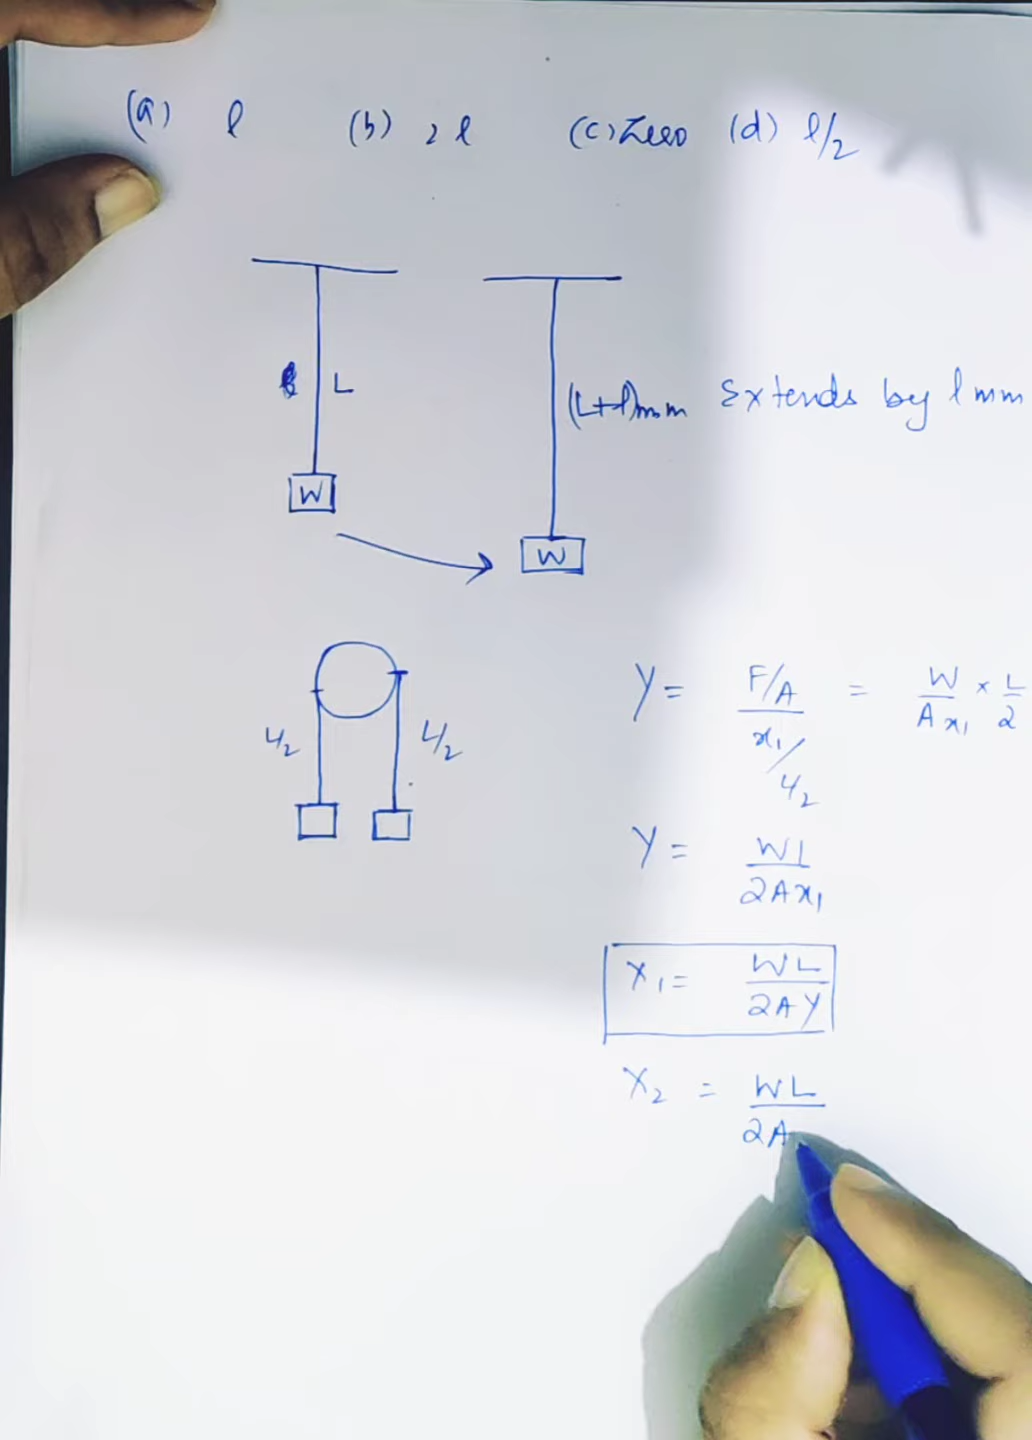 (a) l (b) 2l (c) Zero (d) l/2
L
(L+l)mm Extends by l mm
W
W
L/2 L/2
Y = F/A / x₁/L/2 = W/Ax₁ × L/2
Y = WL/2Ax₁
X₁ = WL/2AY
X₂ = WL/2A